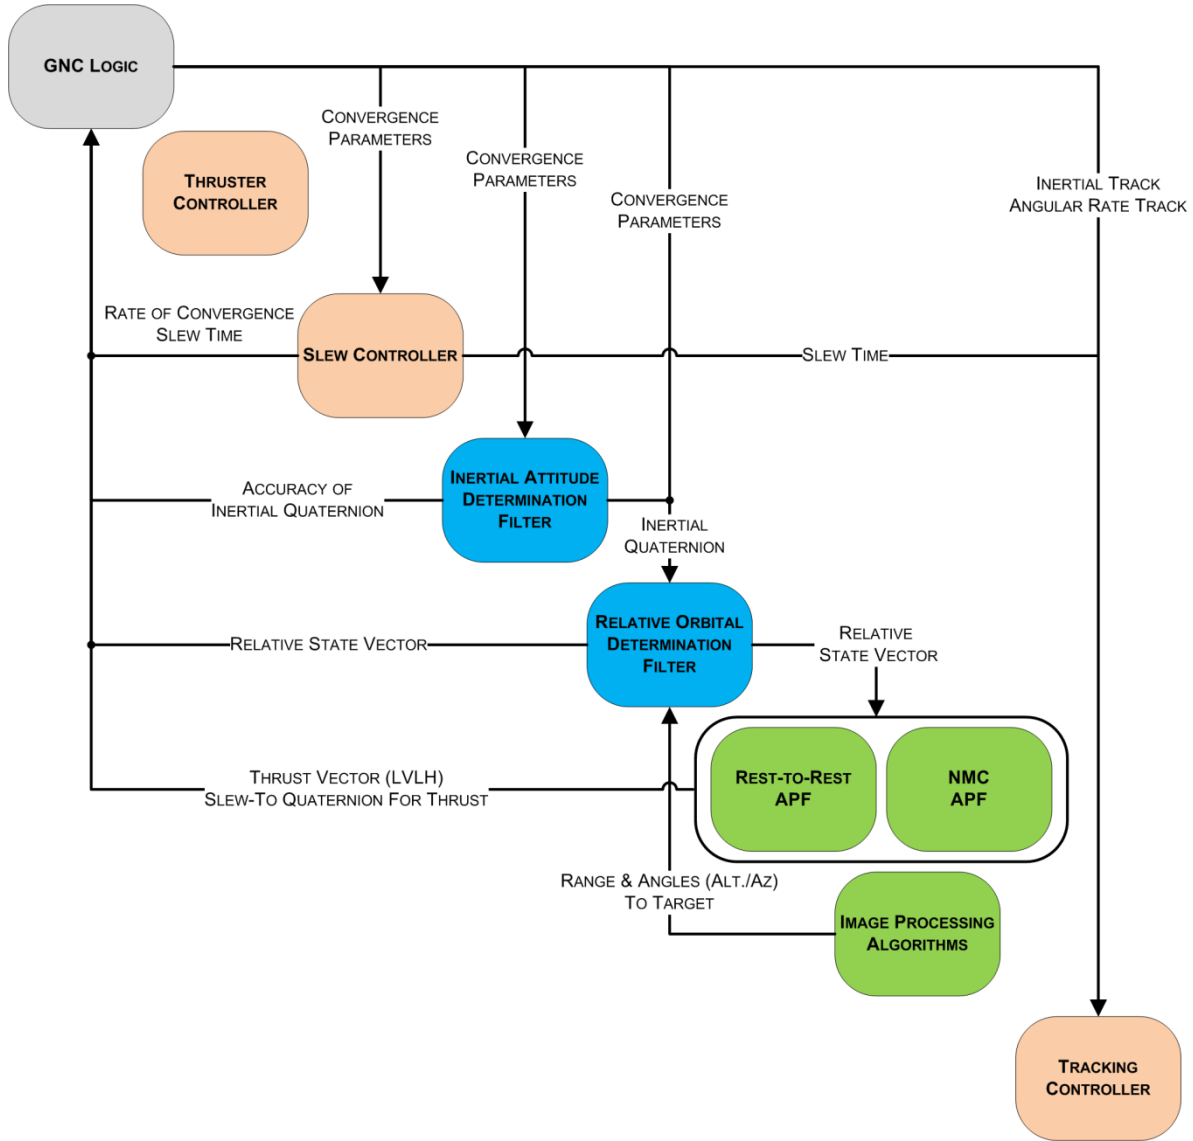 GNC Logic
Convergence
Parameters
Convergence
Parameters
Convergence
Parameters
Thruster
Controller
Inertial Track
Angular Rate Track
Rate of Convergence
Slew Time
Slew Controller
Slew Time
Inertial Attitude
Determination
Filter
Accuracy of
Inertial Quaternion
Inertial
Quaternion
Relative Orbital
Determination
Filter
Relative State Vector
Relative
State Vector
Rest-to-Rest
APF
NMC
APF
Thrust Vector (LVLH)
Slew-To Quaternion For Thrust
Range & Angles (Alt./Az)
To Target
Image Processing
Algorithms
Tracking
Controller